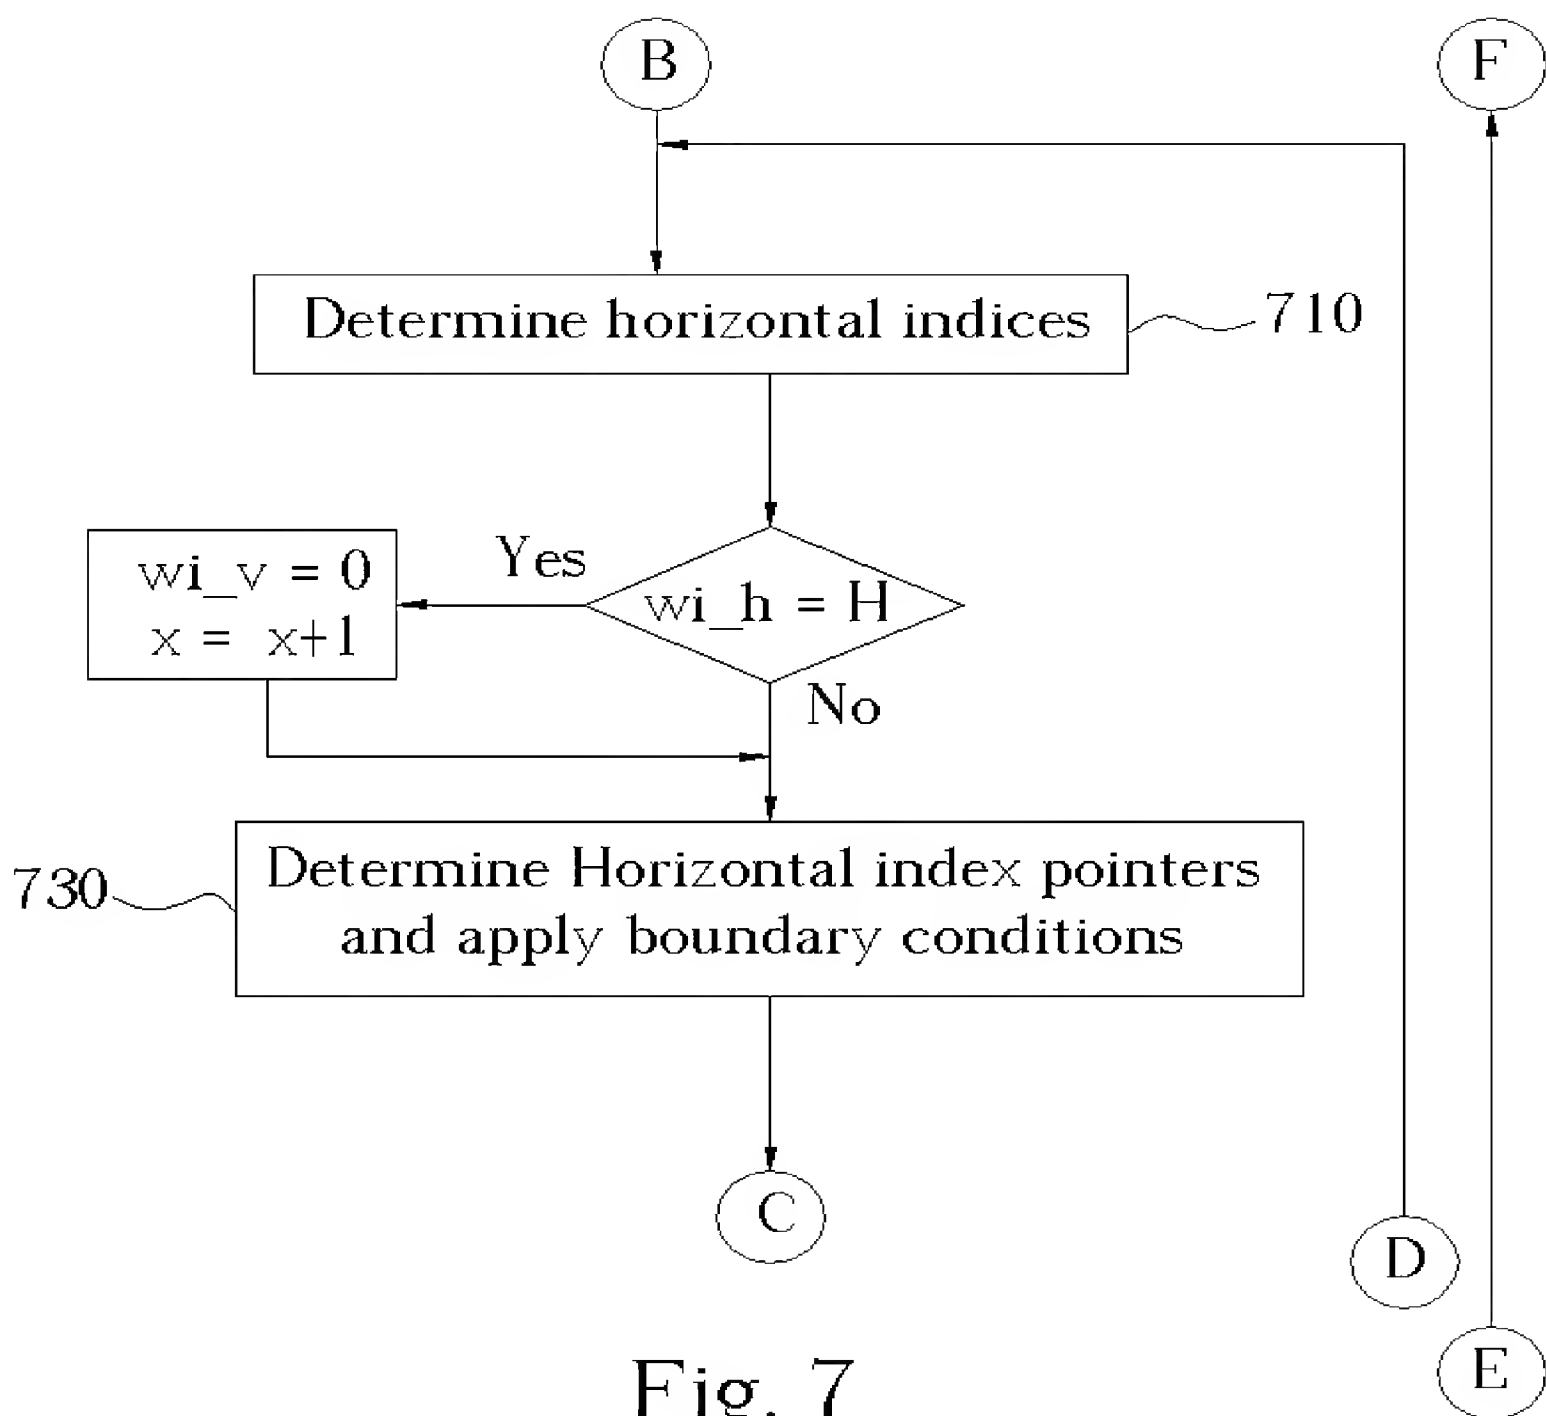 B
F
Determine horizontal indices
710
Yes
wi_v = 0
x = x+1
wi_h = H
No
730
Determine Horizontal index pointers
and apply boundary conditions
C
D
E
Fig. 7